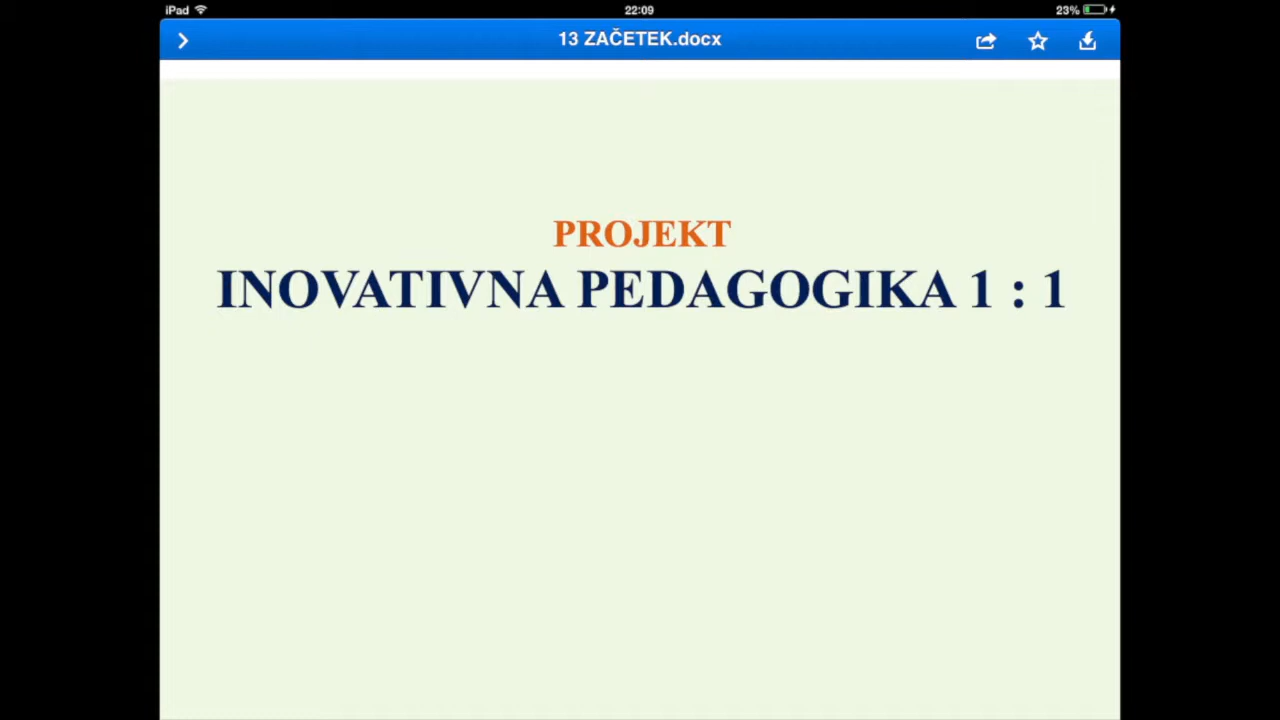 iPad 22:09 23%
13 ZAČETEK.docx
PROJEKT
INOVATIVNA PEDAGOGIKA 1 : 1